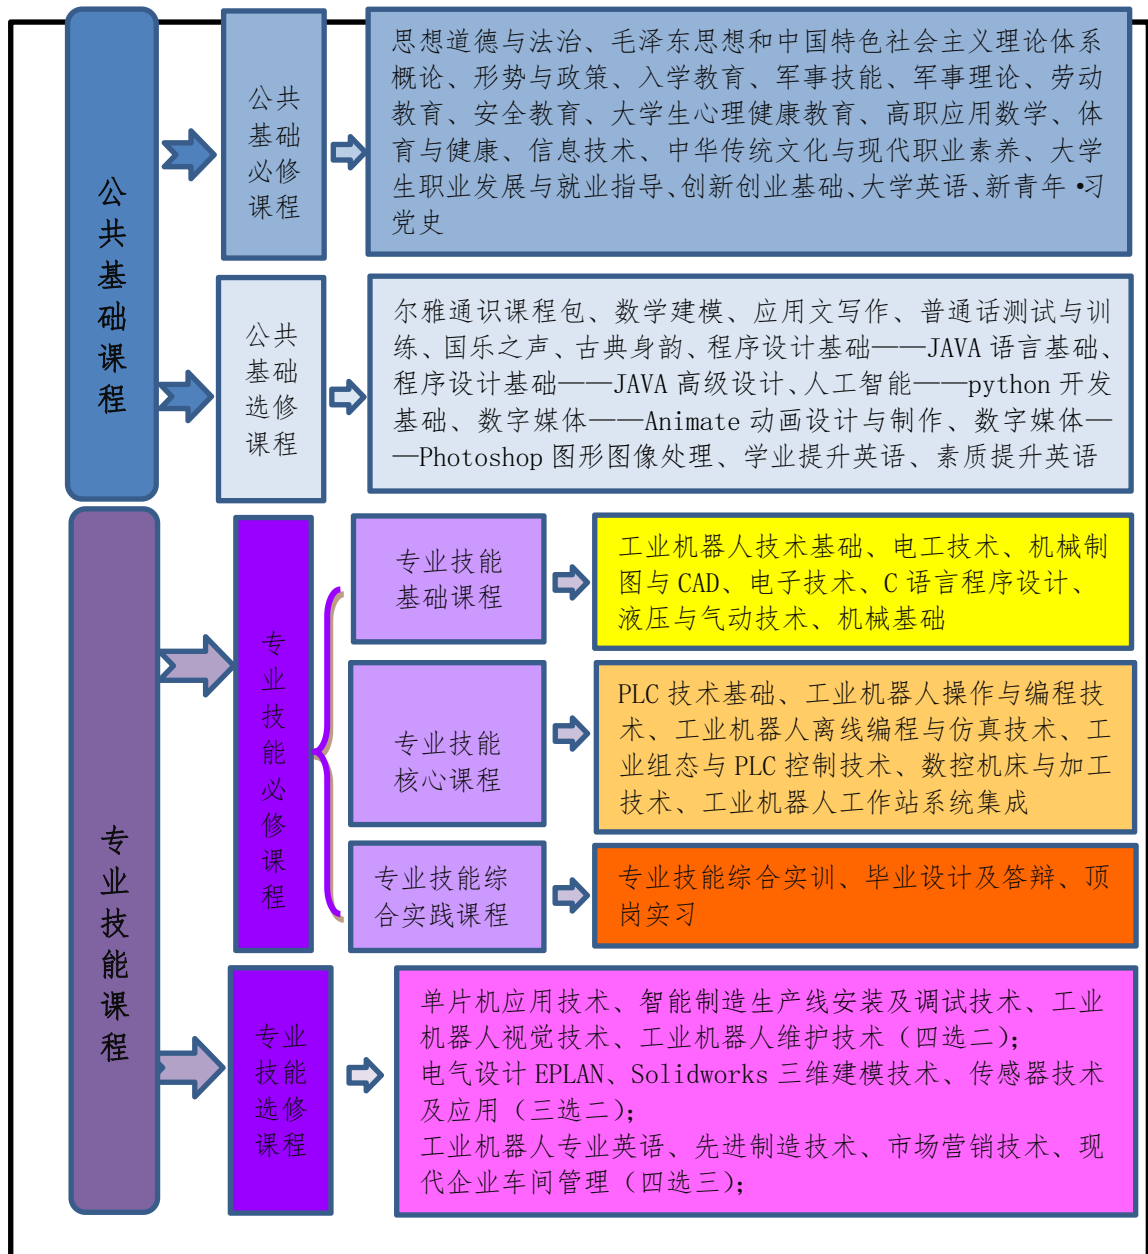 公共基础课程
公共
基础
必修
课程
思想道德与法治、毛泽东思想和中国特色社会主义理论体系
概论、形势与政策、入学教育、军事技能、军事理论、劳动
教育、安全教育、大学生心理健康教育、高职应用数学、体
育与健康、信息技术、中华传统文化与现代职业素养、大学
生职业发展与就业指导、创新创业基础、大学英语、新青年·习
党史
公共
基础
选修
课程
尔雅通识课程包、数学建模、应用文写作、普通话测试与训
练、国乐之声、古典身韵、程序设计基础——JAVA 语言基础、
程序设计基础——JAVA 高级设计、人工智能——python 开发
基础、数字媒体——Animate 动画设计与制作、数字媒体—
—Photoshop 图形图像处理、学业提升英语、素质提升英语
专业技能课程
专业技能必修课程
专业技能
基础课程
工业机器人技术基础、电工技术、机械制
图与 CAD、电子技术、C 语言程序设计、
液压与气动技术、机械基础
专业技能
核心课程
PLC 技术基础、工业机器人操作与编程技
术、工业机器人离线编程与仿真技术、工
业组态与 PLC 控制技术、数控机床与加工
技术、工业机器人工作站系统集成
专业技能综
合实践课程
专业技能综合实训、毕业设计及答辩、顶
岗实习
专业
技能
选修
课程
单片机应用技术、智能制造生产线安装及调试技术、工业
机器人视觉技术、工业机器人维护技术（四选二）；
电气设计 EPLAN、Solidworks 三维建模技术、传感器技术
及应用（三选二）；
工业机器人专业英语、先进制造技术、市场营销技术、现
代企业车间管理（四选三）；